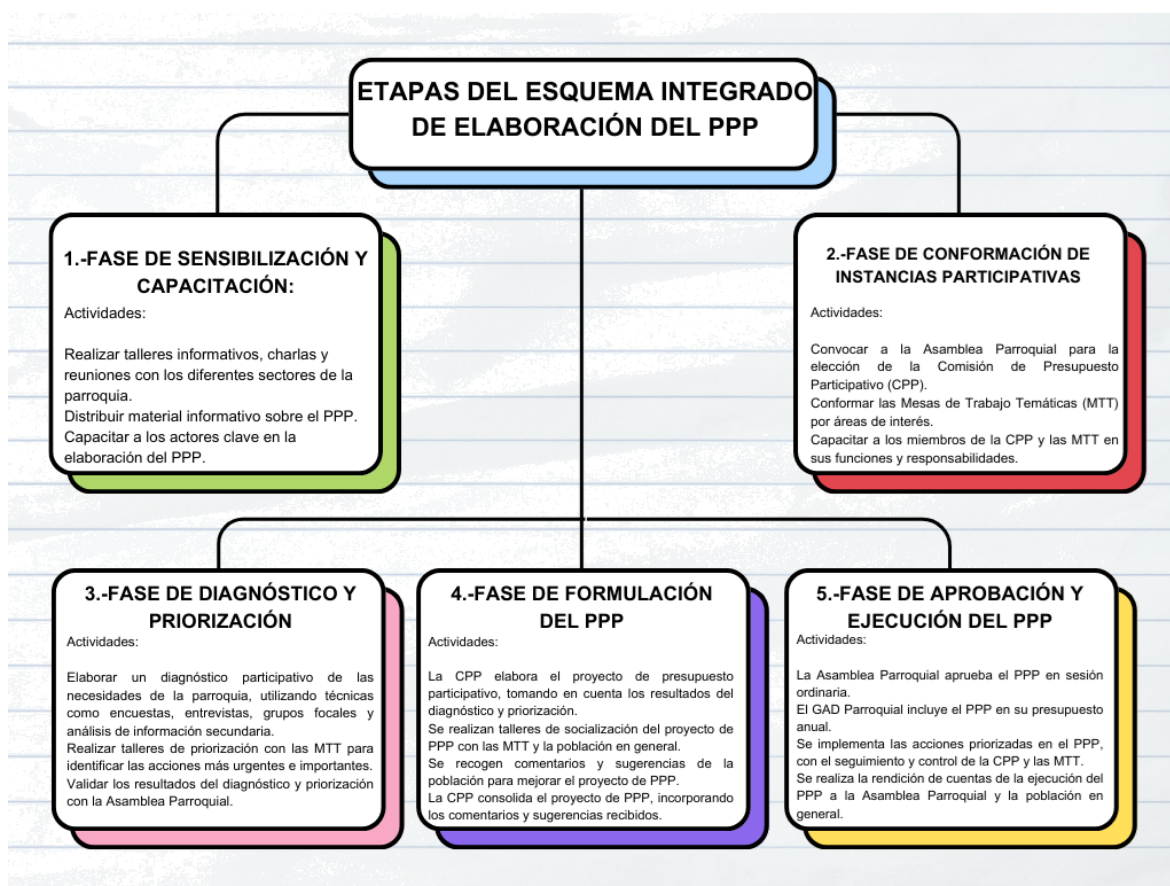 ETAPAS DEL ESQUEMA INTEGRADO
DE ELABORACIÓN DEL PPP
1.-FASE DE SENSIBILIZACIÓN Y
CAPACITACIÓN:
Actividades:
Realizar talleres informativos, charlas y
reuniones con los diferentes sectores de la
parroquia.
Distribuir material informativo sobre el PPP.
Capacitar a los actores clave en la
elaboración del PPP.
2.-FASE DE CONFORMACIÓN DE
INSTANCIAS PARTICIPATIVAS
Actividades:
Convocar a la Asamblea Parroquial para la
elección de la Comisión de Presupuesto
Participativo (CPP).
Conformar las Mesas de Trabajo Temáticas (MTT)
por áreas de interés.
Capacitar a los miembros de la CPP y las MTT en
sus funciones y responsabilidades.
3.-FASE DE DIAGNÓSTICO Y
PRIORIZACIÓN
Actividades:
Elaborar un diagnóstico participativo de las
necesidades de la parroquia, utilizando técnicas
como encuestas, entrevistas, grupos focales y
análisis de información secundaria.
Realizar talleres de priorización con las MTT para
identificar las acciones más urgentes e importantes.
Validar los resultados del diagnóstico y priorización
con la Asamblea Parroquial.
4.-FASE DE FORMULACIÓN
DEL PPP
Actividades:
La CPP elabora el proyecto de presupuesto
participativo, tomando en cuenta los resultados del
diagnóstico y priorización.
Se realizan talleres de socialización del proyecto de
PPP con las MTT y la población en general.
Se recogen comentarios y sugerencias de la
población para mejorar el proyecto de PPP.
La CPP consolida el proyecto de PPP, incorporando
los comentarios y sugerencias recibidos.
5.-FASE DE APROBACIÓN Y
EJECUCIÓN DEL PPP
Actividades:
La Asamblea Parroquial aprueba el PPP en sesión
ordinaria.
El GAD Parroquial incluye el PPP en su presupuesto
anual.
Se implementa las acciones priorizadas en el PPP,
con el seguimiento y control de la CPP y las MTT.
Se realiza la rendición de cuentas de la ejecución del
PPP a la Asamblea Parroquial y la población en
general.